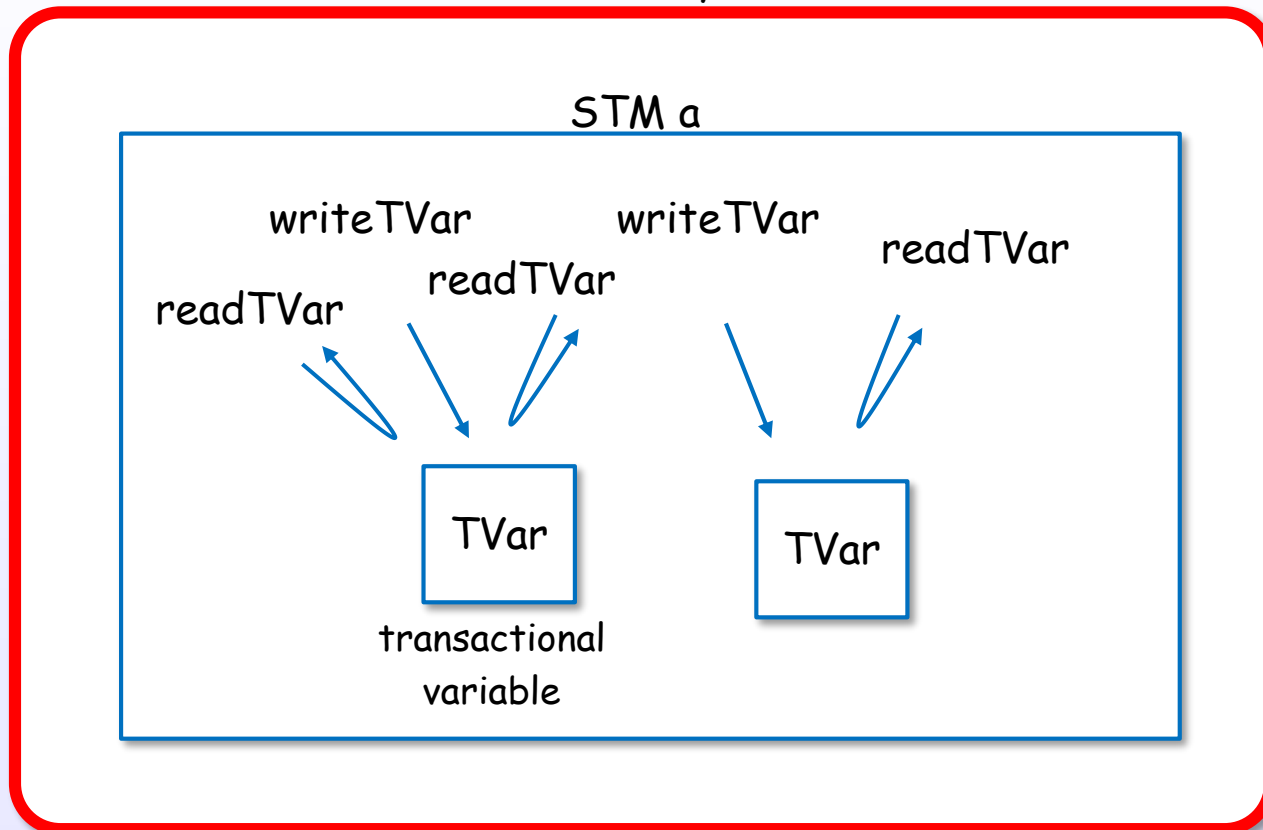 STM a
writeTVar
writeTVar
readTVar
readTVar
readTVar
TVar
TVar
transactional
variable